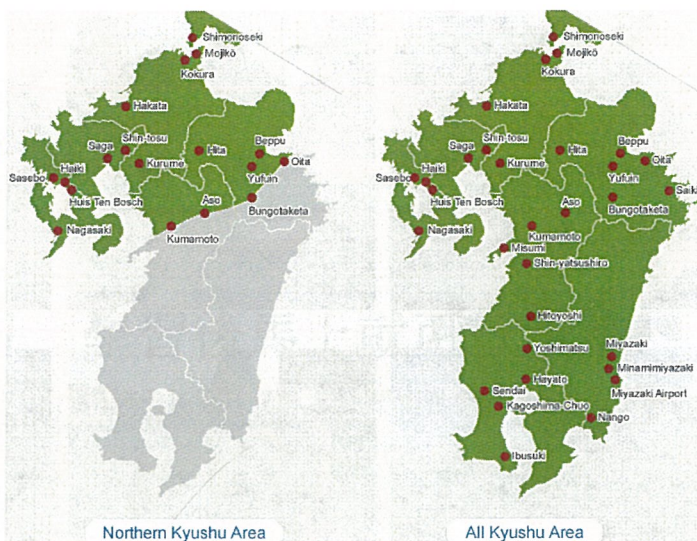 Shimonoseki
Mojikō
Kokura
Hakata
Shin-tosu
Saga
Kurume
Hita
Beppu
Oita
Yufuin
Haiki
Sasebo
Huis Ten Bosch
Nagasaki
Aso
Bungotaketa
Kumamoto
Northern Kyushu Area
Shimonoseki
Mojikō
Kokura
Hakata
Shin-tosu
Saga
Kurume
Hita
Beppu
Oita
Yufuin
Saiki
Haiki
Sasebo
Huis Ten Bosch
Nagasaki
Aso
Bungotaketa
Kumamoto
Misumi
Shin-yatsushiro
Hitoyoshi
Yoshimatsu
Miyazaki
Minamimiyazaki
Hayato
Miyazaki Airport
Sendai
Kagoshima-Chuo
Nango
Ibusuki
All Kyushu Area